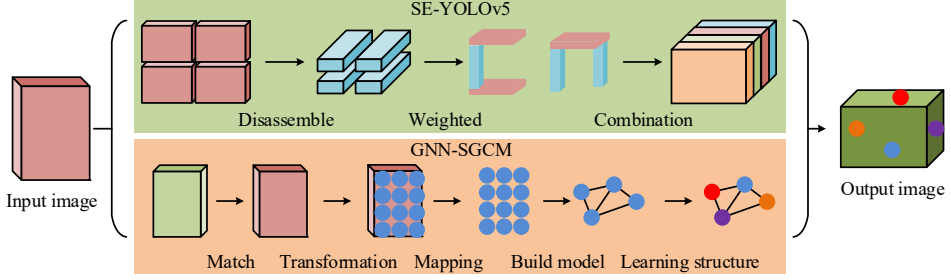 SE-YOLOv5
Disassemble Weighted Combination
Input image
GNN-SGCM
Match Transformation Mapping Build model Learning structure
Output image